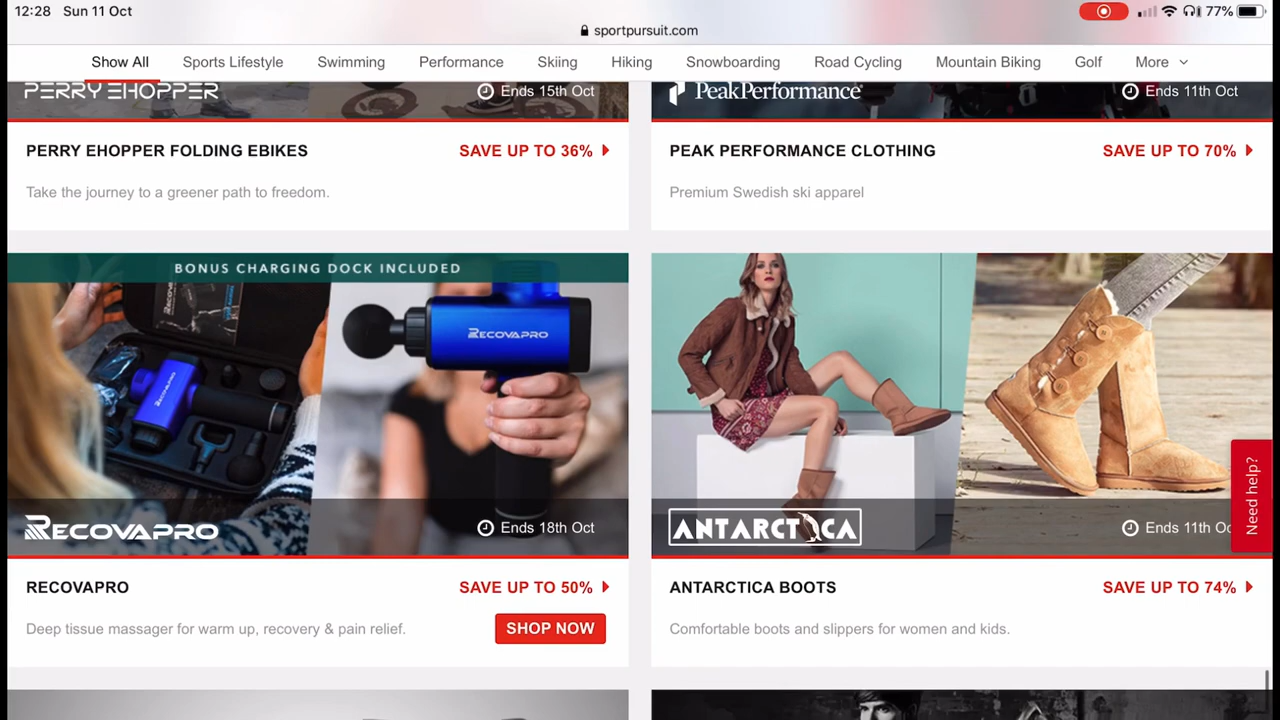 12:28 Sun 11 Oct
77%
sportpursuit.com
Show All Sports Lifestyle Swimming Performance Skiing Hiking Snowboarding Road Cycling Mountain Biking Golf More
PERRY EHOPPER
Ends 15th Oct
PeakPerformance
Ends 11th Oct
PERRY EHOPPER FOLDING EBIKES
SAVE UP TO 36%
Take the journey to a greener path to freedom.
PEAK PERFORMANCE CLOTHING
SAVE UP TO 70%
Premium Swedish ski apparel
BONUS CHARGING DOCK INCLUDED
RECOVAPRO
RECOVAPRO
RECOVAPRO
Ends 18th Oct
RECOVAPRO
SAVE UP TO 50%
Deep tissue massager for warm up, recovery & pain relief.
SHOP NOW
ANTARCTICA
Ends 11th Oc
ANTARCTICA BOOTS
SAVE UP TO 74%
Comfortable boots and slippers for women and kids.
Need help?